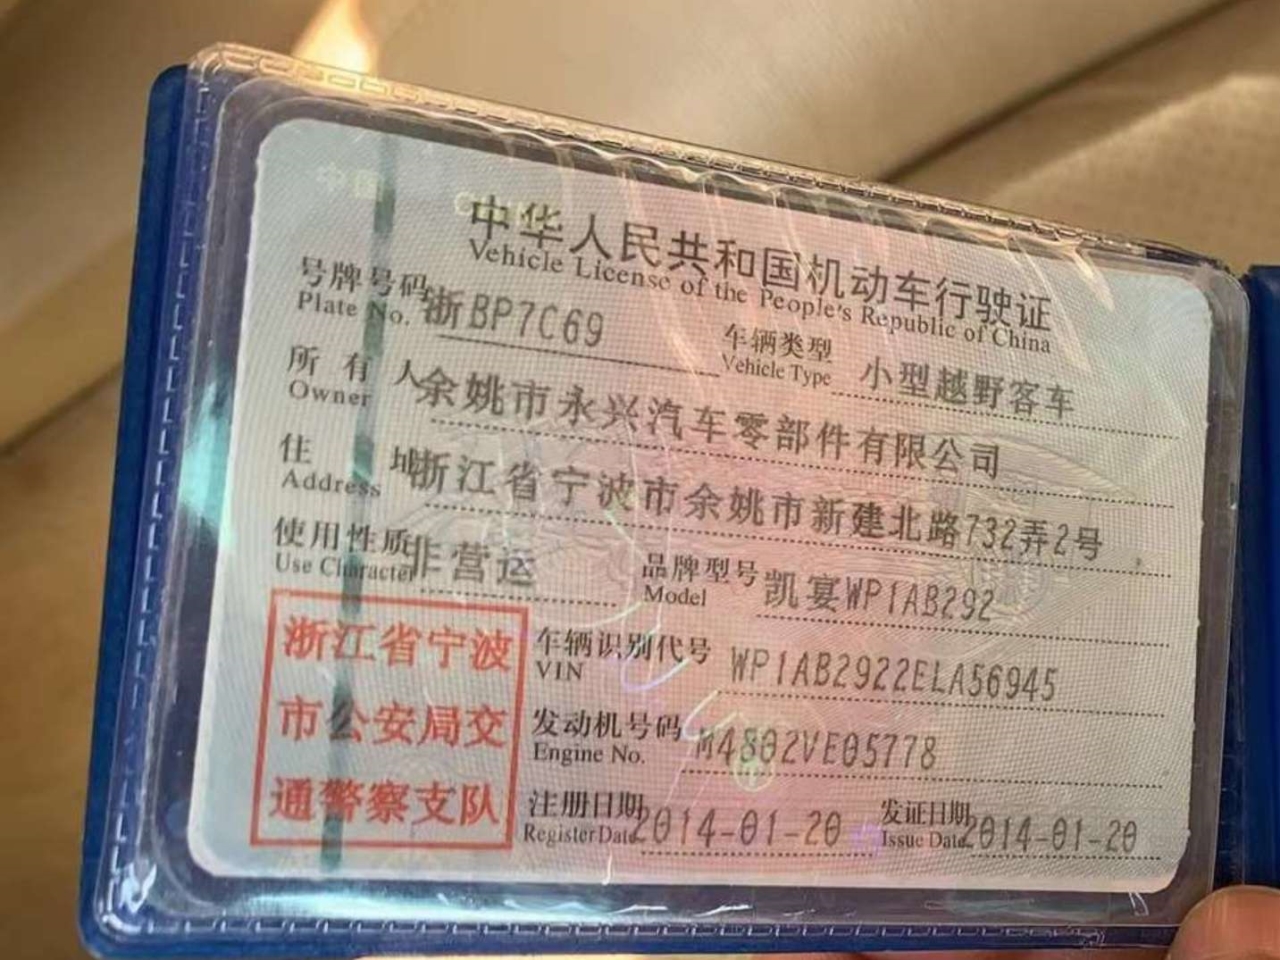 中国
中华人民共和国机动车行驶证
Vehicle License of the People's Republic of China
号牌号码 浙BP7C69 车辆类型 小型越野客车
Plate No. Vehicle Type
所有人 余姚市永兴汽车零部件有限公司
Owner
住址 浙江省宁波市余姚市新建北路732弄2号
Address
使用性质 非营运 品牌型号 凯宴WP1AB292
Use Character Model
浙江省宁波
市公安局交
通警察支队
车辆识别代号 WP1AB2922ELA56945
VIN
发动机号码 M4802VE05778
Engine No.
注册日期 2014-01-20 发证日期 2014-01-20
Register Date Issue Date